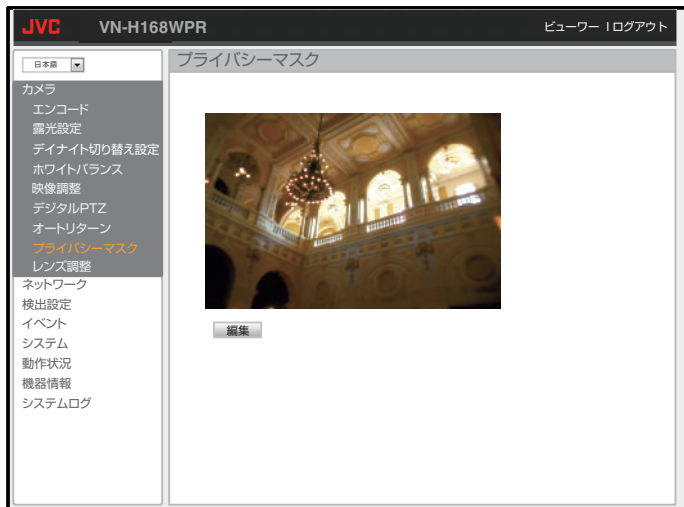 JVC VN-H168WPR ビューワー | ログアウト
日本語
プライバシーマスク
カメラ
エンコード
露光設定
デイナイト切り替え設定
ホワイトバランス
映像調整
デジタルPTZ
オートリターン
プライバシーマスク
レンズ調整
ネットワーク
検出設定
イベント
システム
動作状況
機器情報
システムログ
編集